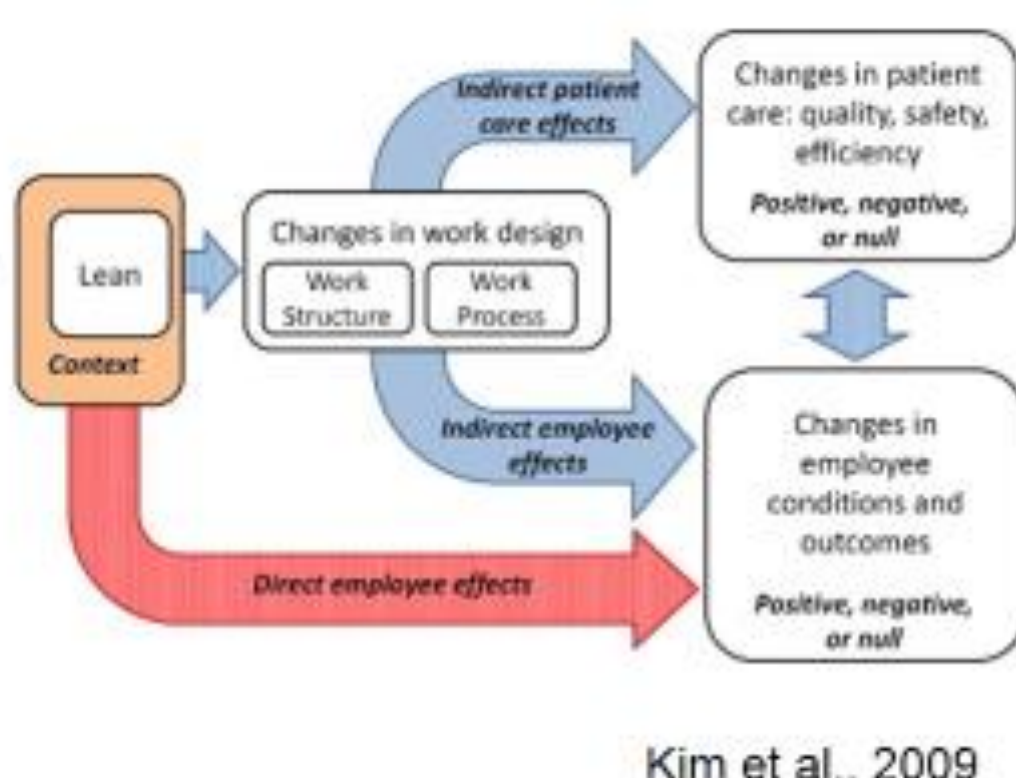 Indirect patient
care effects
Changes in patient
care: quality, safety,
efficiency
Positive, negative,
or null
Lean
Context
Changes in work design
Work
Structure
Work
Process
Indirect employee
effects
Changes in
employee
conditions and
outcomes
Positive, negative,
or null
Direct employee effects
Kim et al., 2009